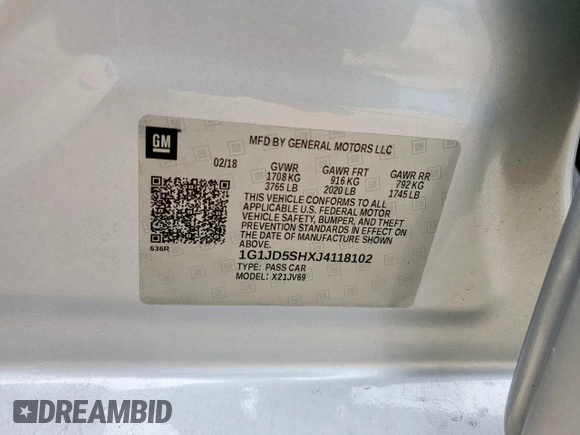 GM
MFD BY GENERAL MOTORS LLC
02/18 GVWR GAWR FRT GAWR RR
1708 KG 916 KG 792 KG
3765 LB 2020 LB 1745 LB
THIS VEHICLE CONFORMS TO ALL
APPLICABLE U.S. FEDERAL MOTOR
VEHICLE SAFETY, BUMPER, AND THEFT
PREVENTION STANDARDS IN EFFECT ON
THE DATE OF MANUFACTURE SHOWN
ABOVE.
636R
1G1JD5SHXJ4118102
TYPE: PASS CAR
MODEL: X21JV69
DREAMBID